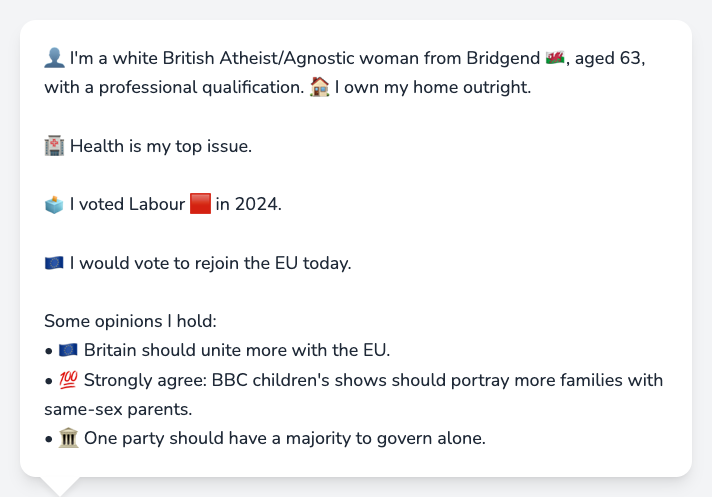 👤 I'm a white British Atheist/Agnostic woman from Bridgend 🏴󠁧󠁢󠁷󠁬󠁳󠁿, aged 63,
with a professional qualification. 🏠 I own my home outright.
🏥 Health is my top issue.
🗳️ I voted Labour 🟥 in 2024.
🇪🇺 I would vote to rejoin the EU today.
Some opinions I hold:
• 🇪🇺 Britain should unite more with the EU.
• 💯 Strongly agree: BBC children's shows should portray more families with
same-sex parents.
• 🏛️ One party should have a majority to govern alone.